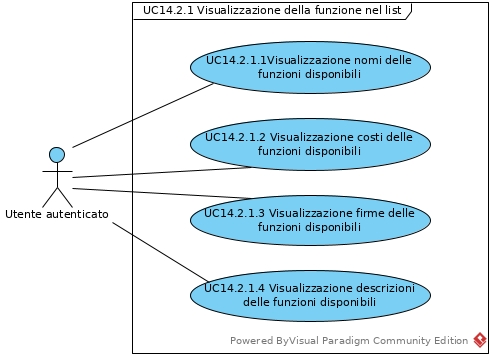 UC14.2.1 Visualizzazione della funzione nel list
UC14.2.1.1Visualizzazione nomi delle
funzioni disponibili
UC14.2.1.2 Visualizzazione costi delle
funzioni disponibili
Utente autenticato
UC14.2.1.3 Visualizzazione firme delle
funzioni disponibili
UC14.2.1.4 Visualizzazione descrizioni
delle funzioni disponibili
Powered ByVisual Paradigm Community Edition